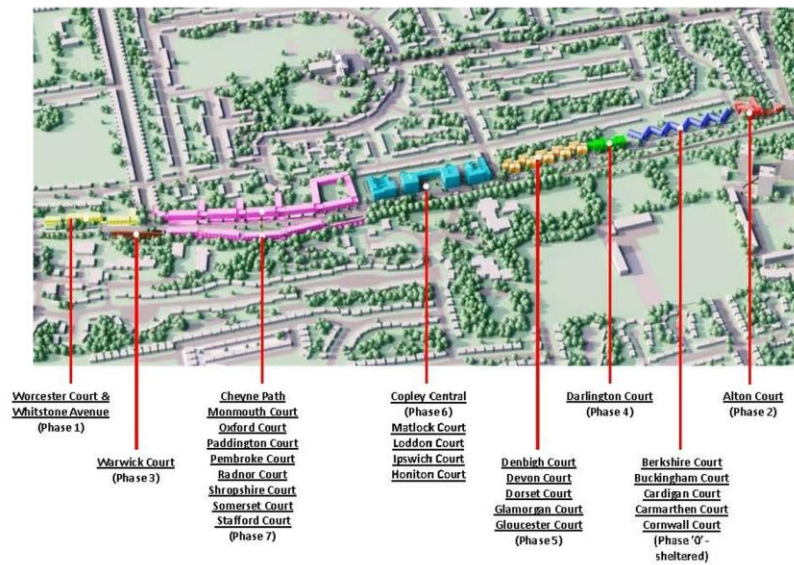 Worcester Court &
Whitstone Avenue
(Phase 1)
Warwick Court
(Phase 3)
Cheyne Path
Monmouth Court
Oxford Court
Paddington Court
Pembroke Court
Radnor Court
Shropshire Court
Somerset Court
Stafford Court
(Phase 7)
Copley Central
(Phase 6)
Matlock Court
Loddon Court
Ipswich Court
Honiton Court
Denbigh Court
Devon Court
Dorset Court
Glamorgan Court
Gloucester Court
(Phase 5)
Darlington Court
(Phase 4)
Berkshire Court
Buckingham Court
Cardigan Court
Carmarthen Court
Cornwall Court
(Phase '0' -
sheltered)
Alton Court
(Phase 2)